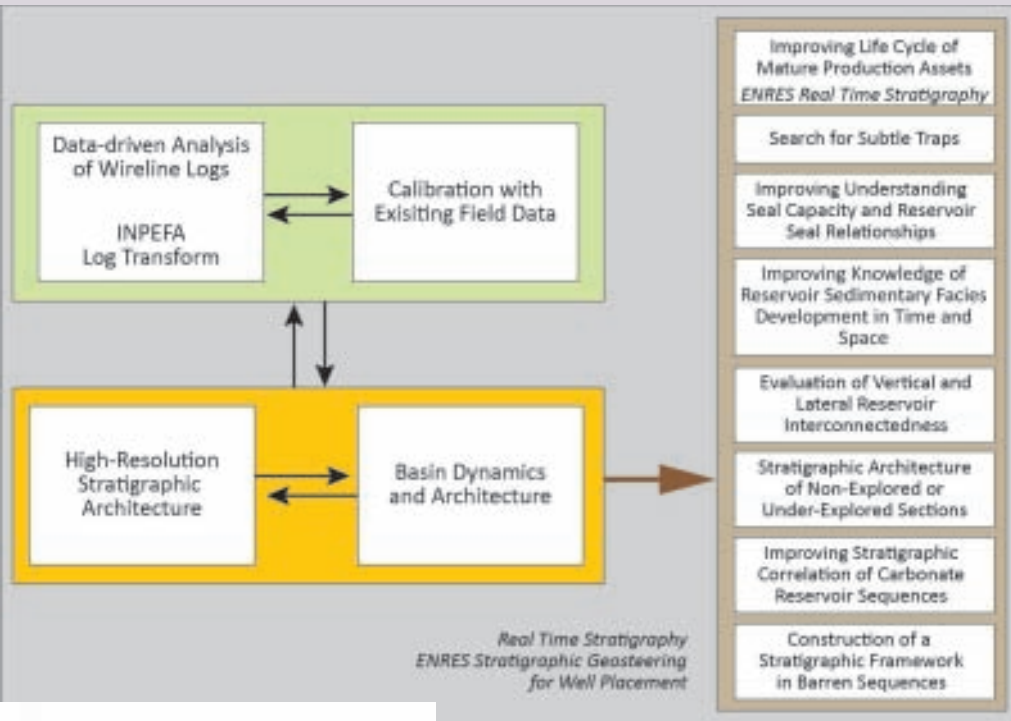 Data-driven Analysis
of Wireline Logs
INPEFA
Log Transform
Calibration with
Exisiting Field Data
High-Resolution
Stratigraphic
Architecture
Basin Dynamics
and Architecture
Real Time Stratigraphy
ENRES Stratigraphic Geosteering
for Well Placement
Improving Life Cycle of
Mature Production Assets
ENRES Real Time Stratigraphy
Search for Subtle Traps
Improving Understanding
Seal Capacity and Reservoir
Seal Relationships
Improving Knowledge of
Reservoir Sedimentary Facies
Development in Time and
Space
Evaluation of Vertical and
Lateral Reservoir
Interconnectedness
Stratigraphic Architecture
of Non-Explored or
Under-Explored Sections
Improving Stratigraphic
Correlation of Carbonate
Reservoir Sequences
Construction of a
Stratigraphic Framework
in Barren Sequences